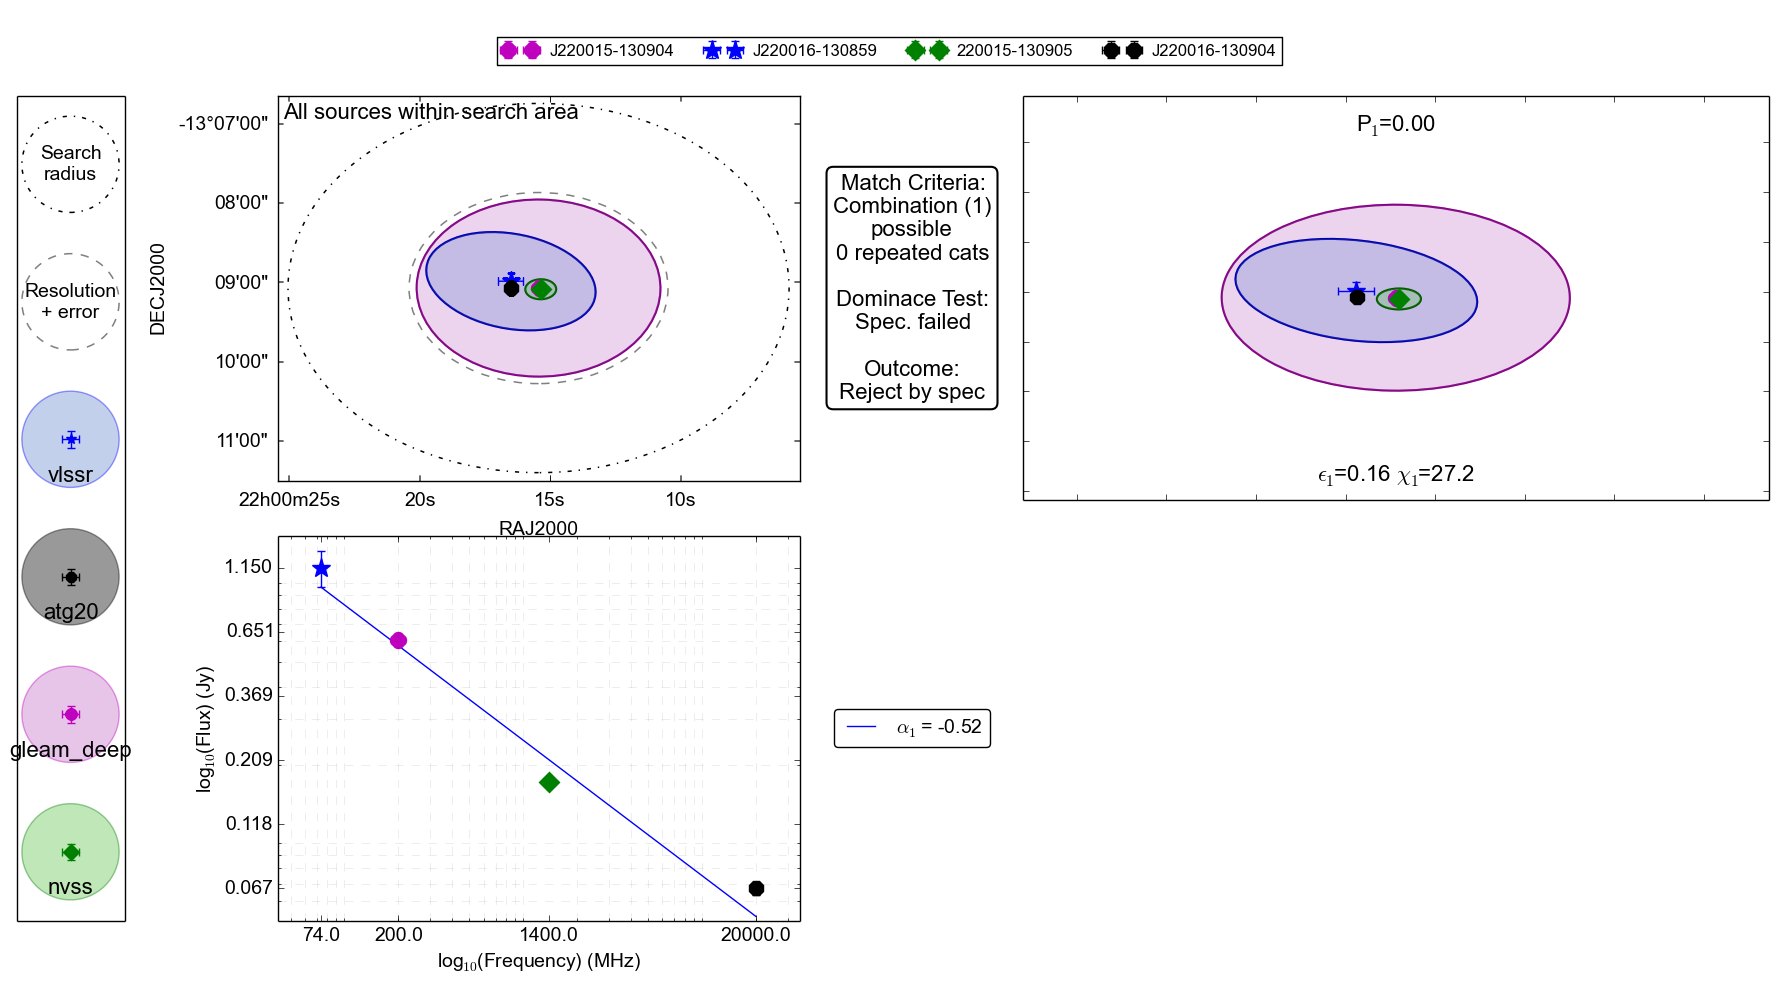 J220015-130904
J220016-130859
220015-130905
J220016-130904
Search
radius
Resolution
+ error
vlssr
atg20
gleam_deep
nvss
All sources within search area
DECJ2000
-13°07'00"
08'00"
09'00"
10'00"
11'00"
22h00m25s
20s
15s
10s
RAJ2000
Match Criteria:
Combination (1)
possible
0 repeated cats
Dominace Test:
Spec. failed
Outcome:
Reject by spec
P₁=0.00
ϵ₁=0.16 χ₁=27.2
log₁₀(Flux) (Jy)
1.150
0.651
0.369
0.209
0.118
0.067
74.0
200.0
1400.0
20000.0
log₁₀(Frequency) (MHz)
α₁ = -0.52